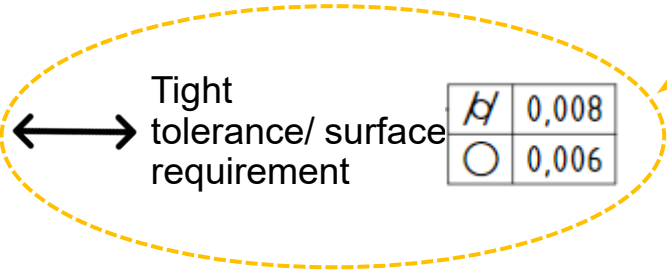 Tight
tolerance/ surface
requirement
⌭ 0,008
○ 0,006